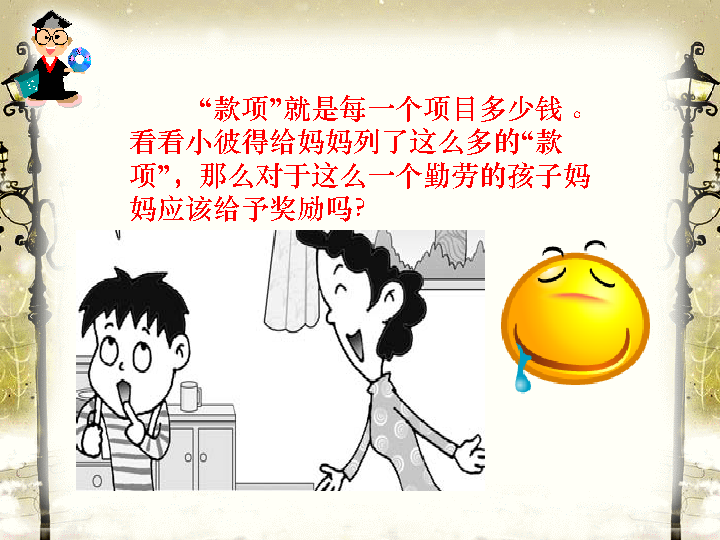 “款项”就是每一个项目多少钱 。
看看小彼得给妈妈列了这么多的“款
项”，那么对于这么一个勤劳的孩子妈
妈应该给予奖励吗?